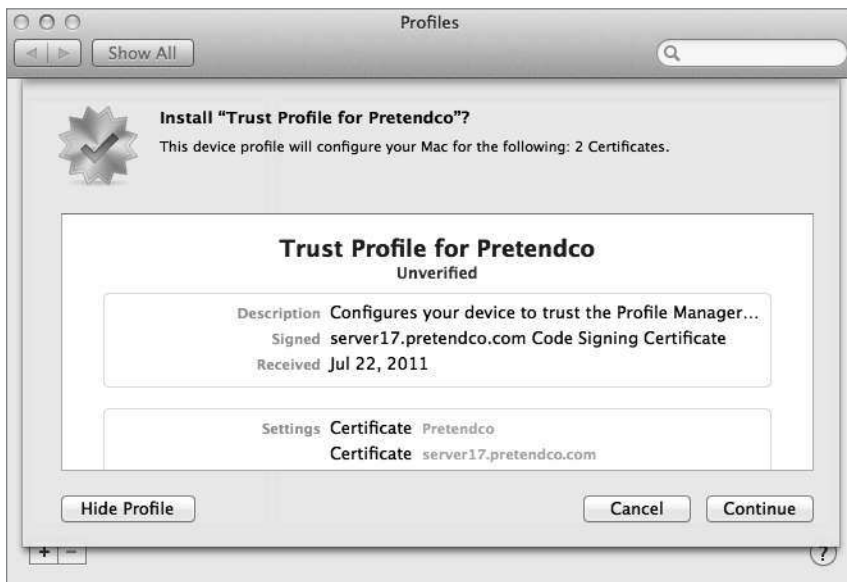 Profiles
Show All
Install “Trust Profile for Pretendco”?
This device profile will configure your Mac for the following: 2 Certificates.
Trust Profile for Pretendco
Unverified
Description Configures your device to trust the Profile Manager...
Signed server17.pretendco.com Code Signing Certificate
Received Jul 22, 2011
Settings Certificate Pretendco
Certificate server17.pretendco.com
Hide Profile Cancel Continue
+ − ?